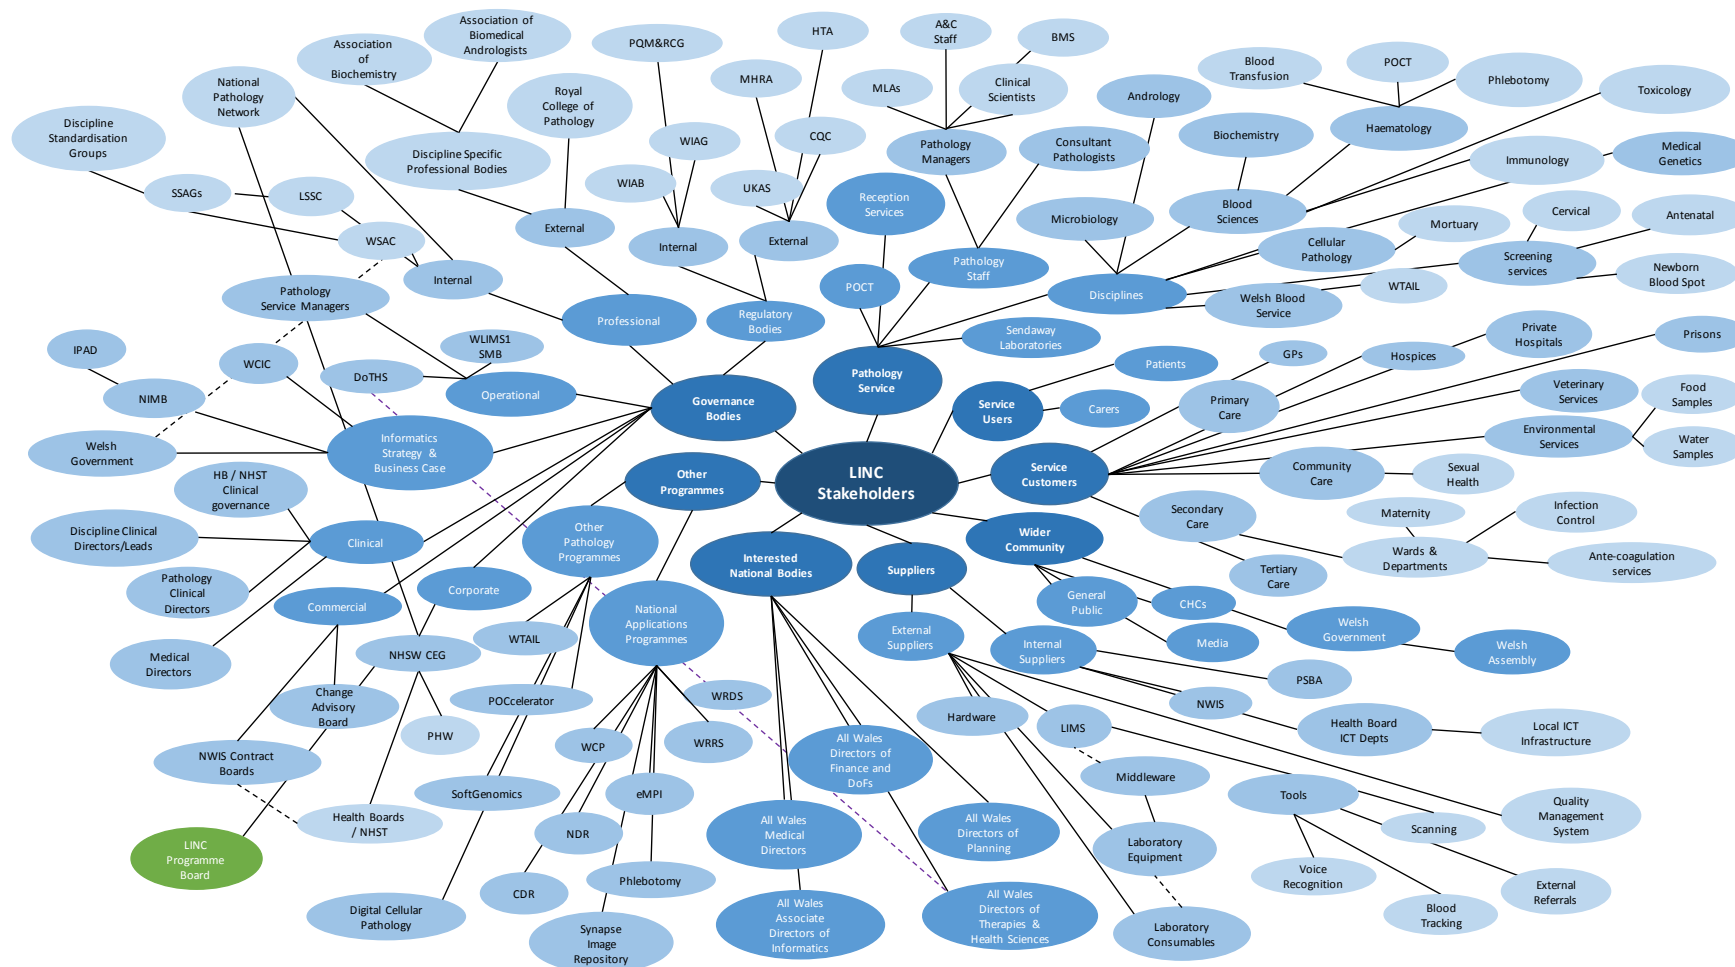 Association of
Biomedical
Andrologists
Association
of
Biochemistry
PQM&RCG
HTA
A&C
Staff
BMS
Blood
Transfusion
POCT
Phlebotomy
National
Pathology
Network
Royal
College of
Pathology
MHRA
MLAs
Clinical
Scientists
Andrology
Toxicology
Discipline
Standardisation
Groups
Discipline Specific
Professional Bodies
WIAG
CQC
Pathology
Managers
Consultant
Pathologists
Biochemistry
Haematology
Immunology
Medical
Genetics
SSAGs
LSSC
WIAB
UKAS
Reception
Services
Microbiology
Blood
Sciences
Mortuary
Cervical
Antenatal
WSAC
External
Internal
External
Cellular
Pathology
Screening
services
Newborn
Blood Spot
Pathology
Service Managers
Internal
POCT
Pathology
Staff
Disciplines
Welsh Blood
Service
WTAIL
Professional
Regulatory
Bodies
Sendaway
Laboratories
Private
Hospitals
Prisons
IPAD
WCIC
DoTHS
WLIMS1
SMB
Pathology
Service
Patients
GPs
Hospices
NIMB
Operational
Governance
Bodies
Service
Users
Carers
Primary
Care
Veterinary
Services
Food
Samples
Welsh
Government
Informatics
Strategy &
Business Case
Environmental
Services
Water
Samples
HB / NHST
Clinical
governance
Other
Programmes
LINC
Stakeholders
Service
Customers
Community
Care
Sexual
Health
Discipline Clinical
Directors/Leads
Clinical
Other
Pathology
Programmes
Interested
National Bodies
Suppliers
Wider
Community
Secondary
Care
Maternity
Infection
Control
Wards &
Departments
Ante-coagulation
services
Pathology
Clinical
Directors
Commercial
Corporate
National
Applications
Programmes
External
Suppliers
General
Public
CHCs
Tertiary
Care
WTAIL
Internal
Suppliers
Media
Welsh
Government
Welsh
Assembly
Medical
Directors
NHSW CEG
Change
Advisory
Board
POCcelerator
WRDS
PSBA
PHW
WCP
WRRS
Hardware
LIMS
NWIS
Health Board
ICT Depts
Local ICT
Infrastructure
NWIS Contract
Boards
All Wales
Directors of
Finance and
DoFs
Middleware
SoftGenomics
eMPI
Tools
Quality
Management
System
Health Boards
/ NHST
NDR
All Wales
Medical
Directors
All Wales
Directors of
Planning
Scanning
LINC
Programme
Board
Laboratory
Equipment
Voice
Recognition
CDR
Phlebotomy
External
Referrals
Digital Cellular
Pathology
Synapse
Image
Repository
All Wales
Associate
Directors of
Informatics
All Wales
Directors of
Therapies &
Health Sciences
Laboratory
Consumables
Blood
Tracking